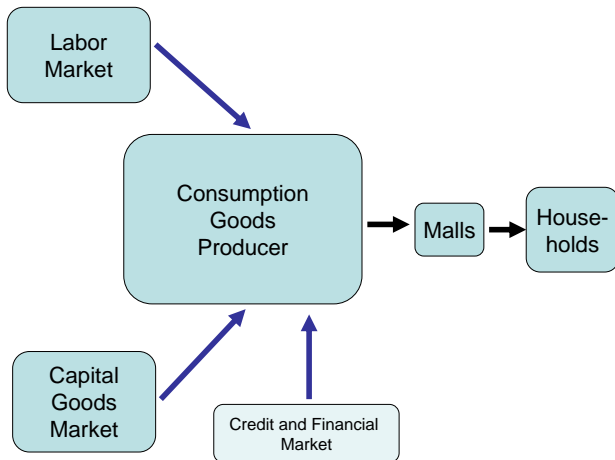 Labor
Market
Consumption
Goods
Producer
Malls
House-
holds
Capital
Goods
Market
Credit and Financial
Market